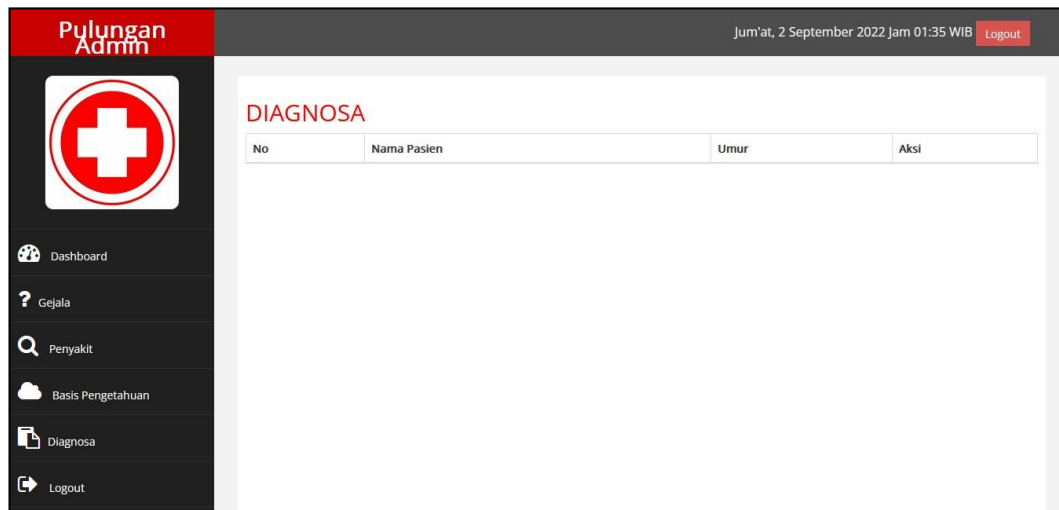 Pulungan
Admin
Jum'at, 2 September 2022 Jam 01:35 WIB Logout
DIAGNOSA
No Nama Pasien Umur Aksi
Dashboard
? Gejala
Penyakit
Basis Pengetahuan
Diagnosa
Logout